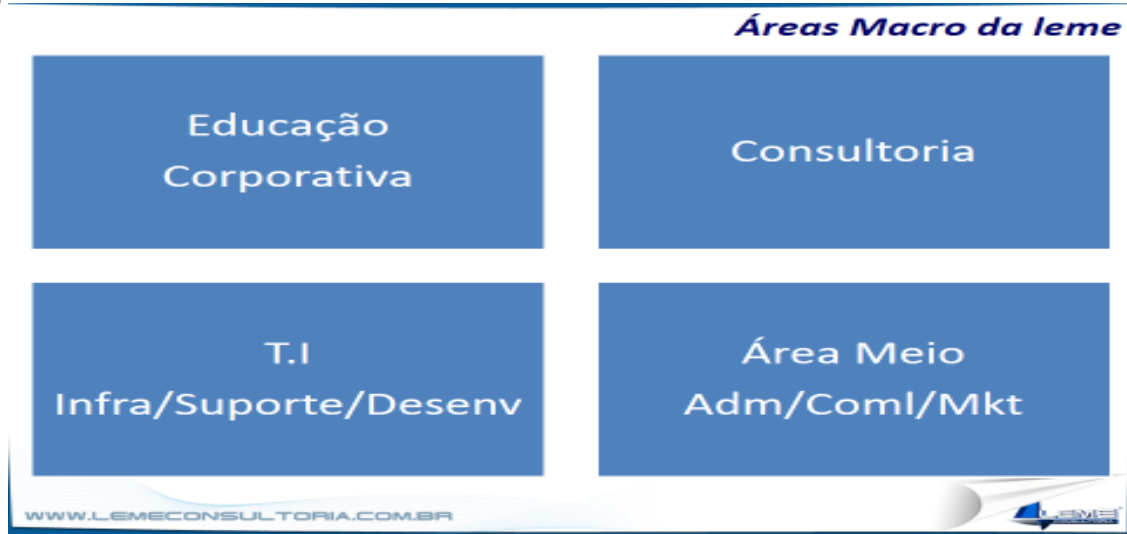 Áreas Macro da leme
Educação
Corporativa
Consultoria
T.I
Infra/Suporte/Desenv
Área Meio
Adm/Coml/Mkt
WWW.LEMECONSULTORIA.COM.BR
LEME